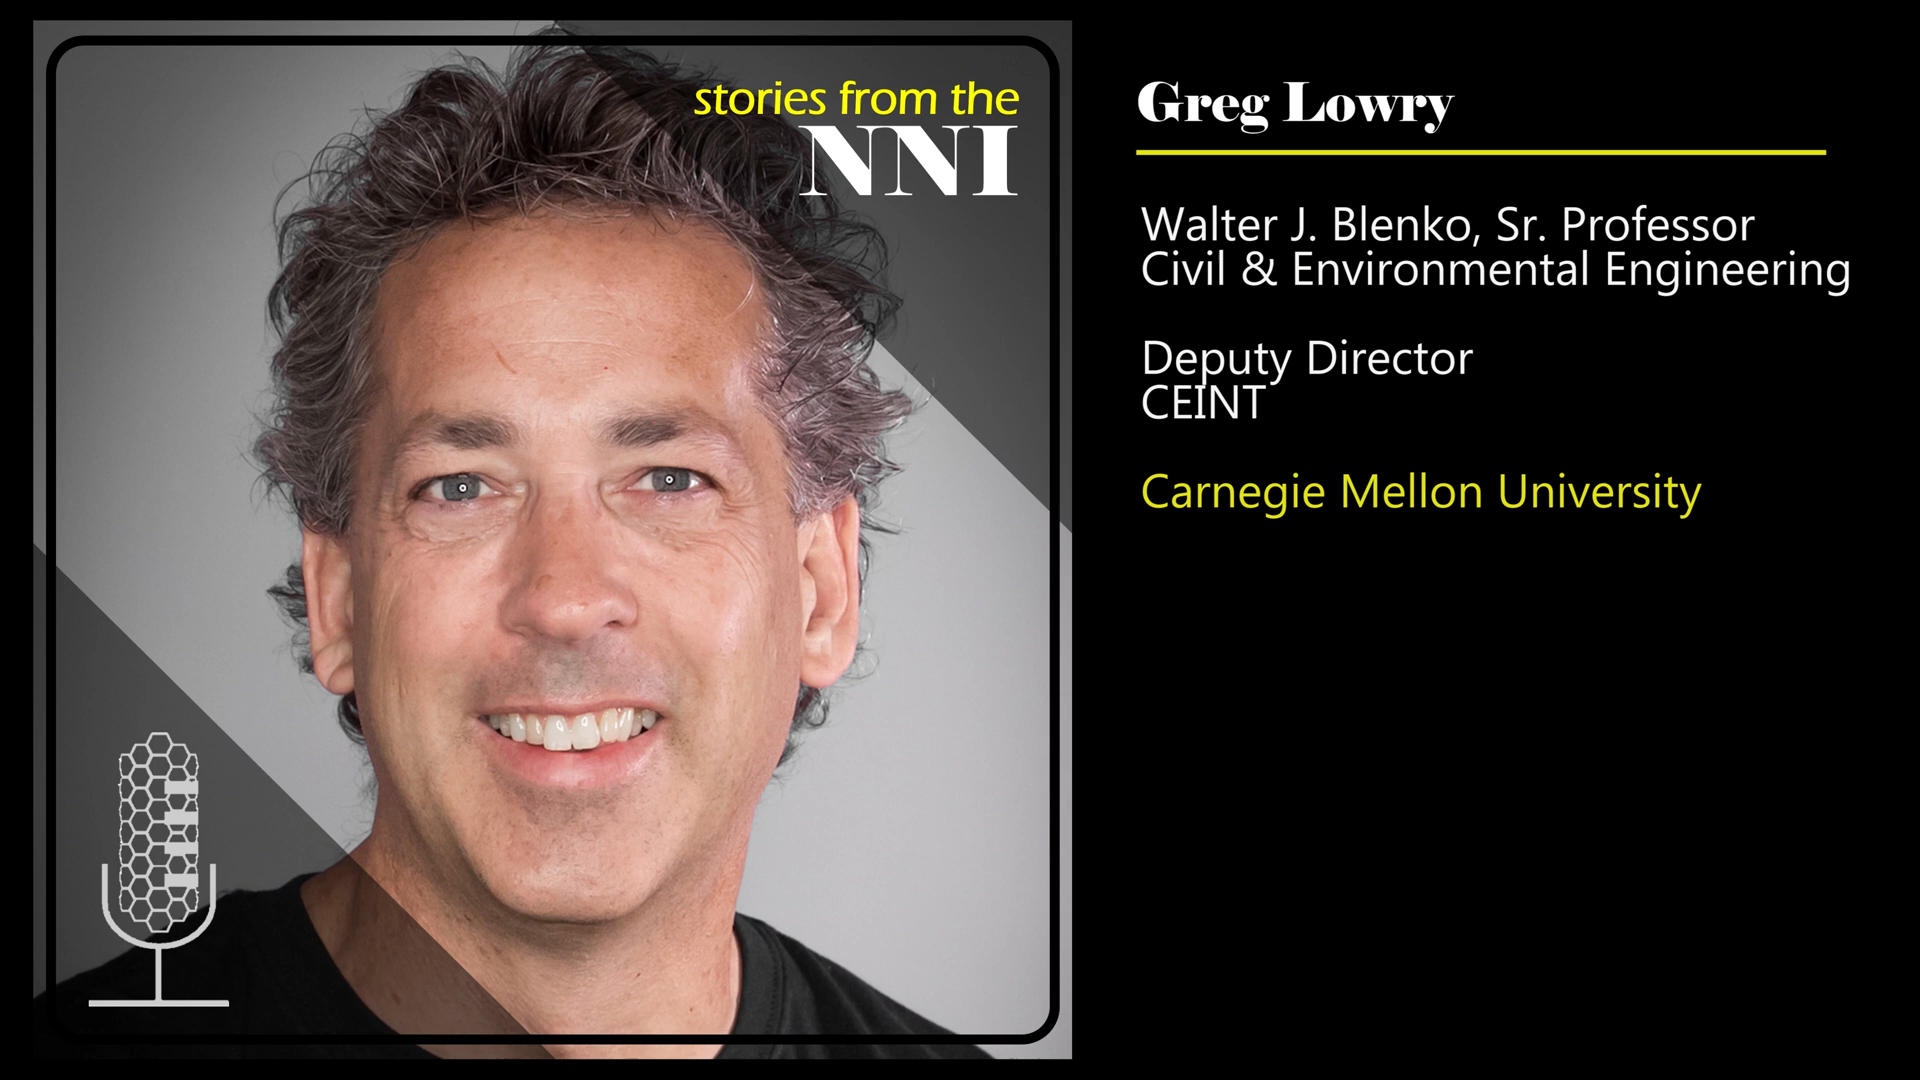 stories from the
NNI
Greg Lowry
Walter J. Blenko, Sr. Professor
Civil & Environmental Engineering
Deputy Director
CEINT
Carnegie Mellon University